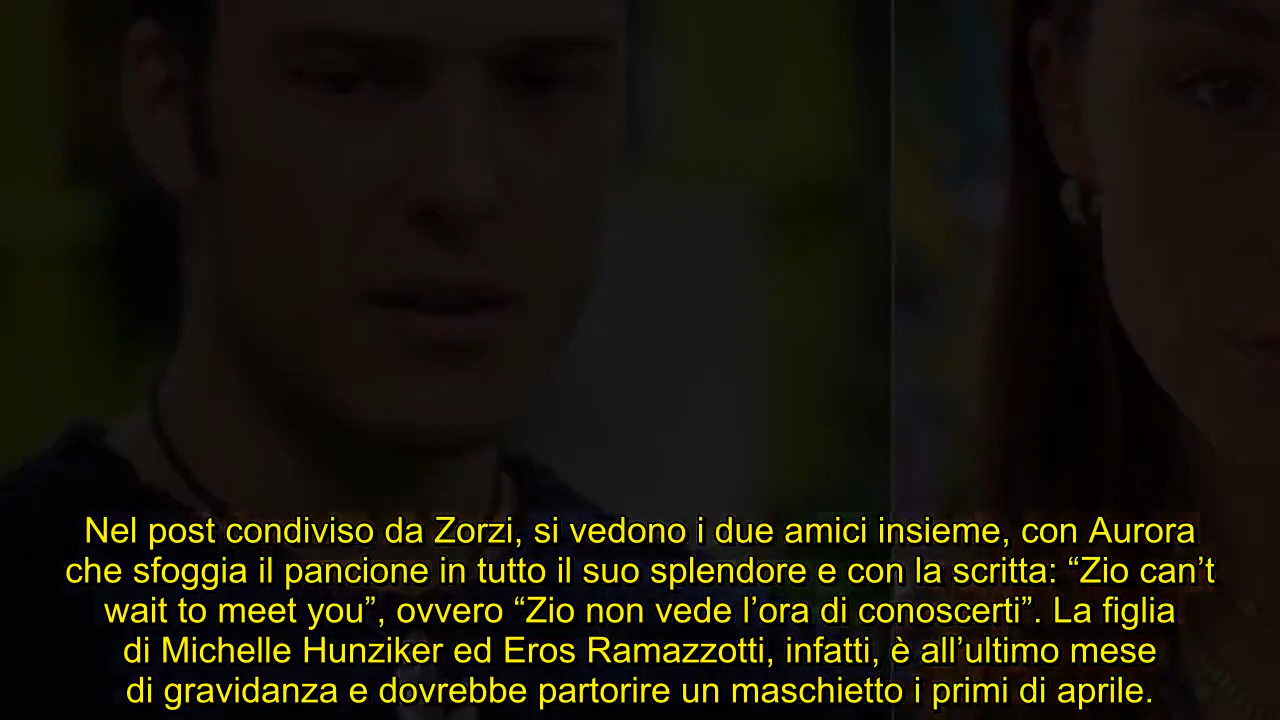 Nel post condiviso da Zorzi, si vedono i due amici insieme, con Aurora
che sfoggia il pancione in tutto il suo splendore e con la scritta: “Zio can’t
wait to meet you”, ovvero “Zio non vede l’ora di conoscerti”. La figlia
di Michelle Hunziker ed Eros Ramazzotti, infatti, è all’ultimo mese
di gravidanza e dovrebbe partorire un maschietto i primi di aprile.